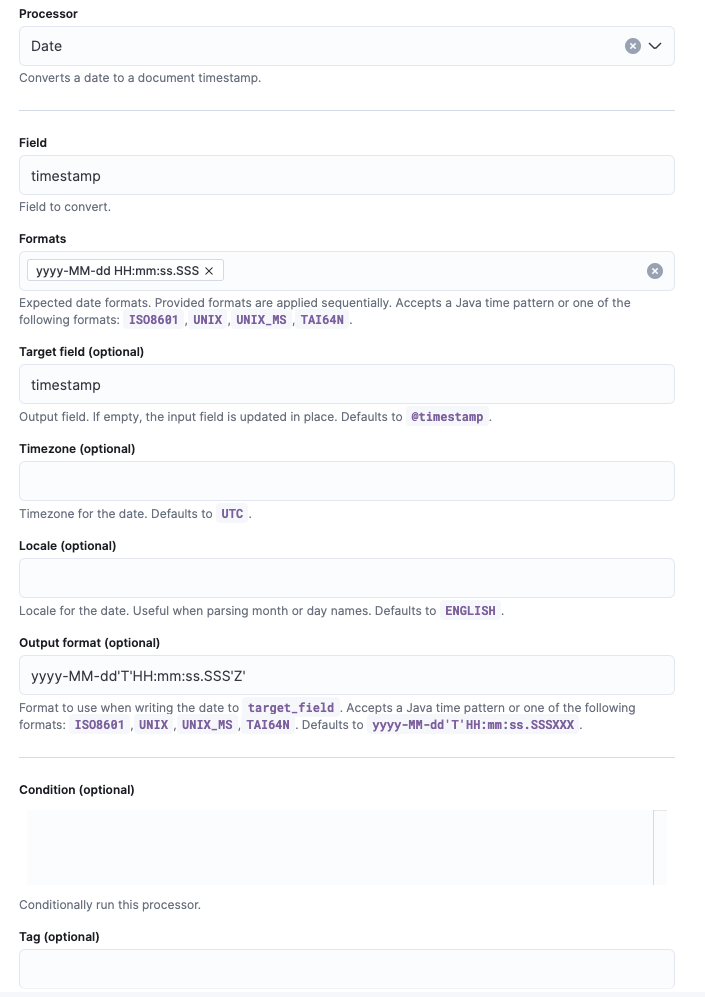 Processor
Date
Converts a date to a document timestamp.
Field
timestamp
Field to convert.
Formats
yyyy-MM-dd HH:mm:ss.SSS
Expected date formats. Provided formats are applied sequentially. Accepts a Java time pattern or one of the
following formats: ISO8601 , UNIX , UNIX_MS , TAI64N .
Target field (optional)
timestamp
Output field. If empty, the input field is updated in place. Defaults to @timestamp .
Timezone (optional)
Timezone for the date. Defaults to UTC .
Locale (optional)
Locale for the date. Useful when parsing month or day names. Defaults to ENGLISH .
Output format (optional)
yyyy-MM-dd'T'HH:mm:ss.SSS'Z'
Format to use when writing the date to target_field . Accepts a Java time pattern or one of the following
formats: ISO8601 , UNIX , UNIX_MS , TAI64N . Defaults to yyyy-MM-dd'T'HH:mm:ss.SSSXXX .
Condition (optional)
Conditionally run this processor.
Tag (optional)